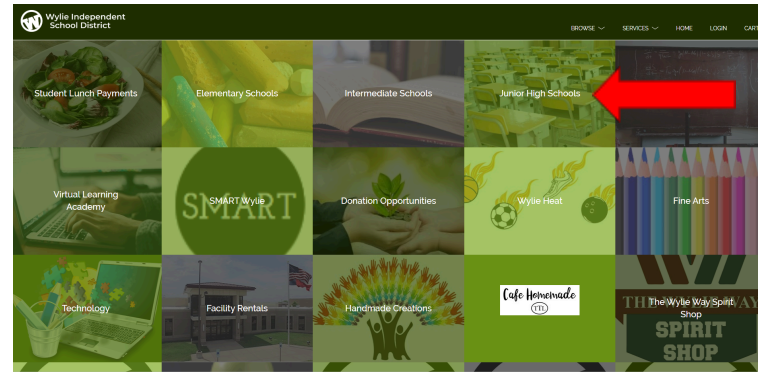 Wylie Independent
School District
BROWSE
SERVICES
HOME
LOGIN
CART
Student Lunch Payments
Elementary Schools
Intermediate Schools
Junior High Schools
Virtual Learning
Academy
SMART
SMART Wylie
Donation Opportunities
Wylie Heat
Fine Arts
Technology
Facility Rentals
Handmade Creations
Cafe Homemade
TTL
The Wylie Way Spirit
Shop
SPIRIT
SHOP